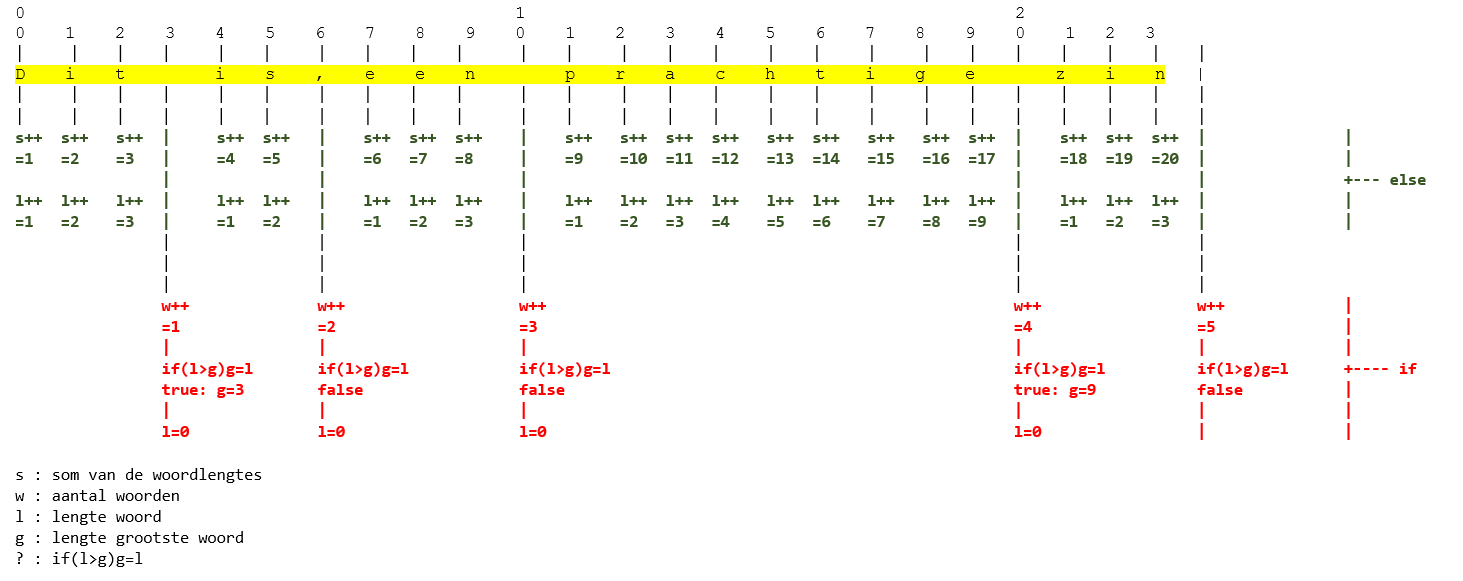 0 1 2
0 1 2 3 4 5 6 7 8 9 0 1 2 3 4 5 6 7 8 9 0 1 2 3
| | | | | | | | | | | | | | | | | | | | | | | | |
D i t   i s , e e n   p r a c h t i g e   z i n |
| | | | | | | | | | | | | | | | | | | | | | | | |
| | | | | | | | | | | | | | | | | | | | | | | | |
s++ s++ s++ | s++ s++ | s++ s++ s++ | s++ s++ s++ s++ s++ s++ s++ s++ s++ | s++ s++ s++ | |
=1 =2 =3 | =4 =5 | =6 =7 =8 | =9 =10 =11 =12 =13 =14 =15 =16 =17 | =18 =19 =20 | |
| | | | | +--- else
l++ l++ l++ | l++ l++ | l++ l++ l++ | l++ l++ l++ l++ l++ l++ l++ l++ l++ | l++ l++ l++ | |
=1 =2 =3 | =1 =2 | =1 =2 =3 | =1 =2 =3 =4 =5 =6 =7 =8 =9 | =1 =2 =3 | |
| | | | |
| | | | |
| | | | |
w++ w++ w++ w++ w++ |
=1 =2 =3 =4 =5 |
| | | | | |
if(l>g)g=l if(l>g)g=l if(l>g)g=l if(l>g)g=l if(l>g)g=l +---- if
true: g=3 false false true: g=9 false |
| | | | | |
l=0 l=0 l=0 l=0 | |
s : som van de woordlengtes
w : aantal woorden
l : lengte woord
g : lengte grootste woord
? : if(l>g)g=l